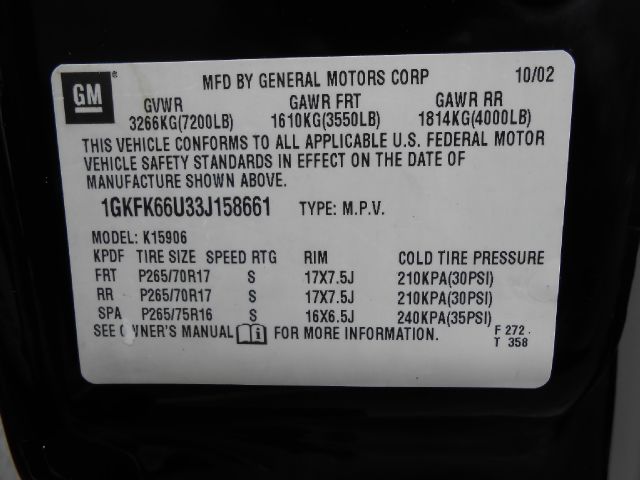 GM
MFD BY GENERAL MOTORS CORP 10/02
GVWR GAWR FRT GAWR RR
3266KG(7200LB) 1610KG(3550LB) 1814KG(4000LB)
THIS VEHICLE CONFORMS TO ALL APPLICABLE U.S. FEDERAL MOTOR
VEHICLE SAFETY STANDARDS IN EFFECT ON THE DATE OF
MANUFACTURE SHOWN ABOVE.
1GKFK66U33J158661 TYPE: M.P.V.
MODEL: K15906
KPDF TIRE SIZE SPEED RTG RIM COLD TIRE PRESSURE
FRT P265/70R17 S 17X7.5J 210KPA(30PSI)
RR P265/70R17 S 17X7.5J 210KPA(30PSI)
SPA P265/75R16 S 16X6.5J 240KPA(35PSI)
SEE OWNER'S MANUAL FOR MORE INFORMATION. F 272
T 358